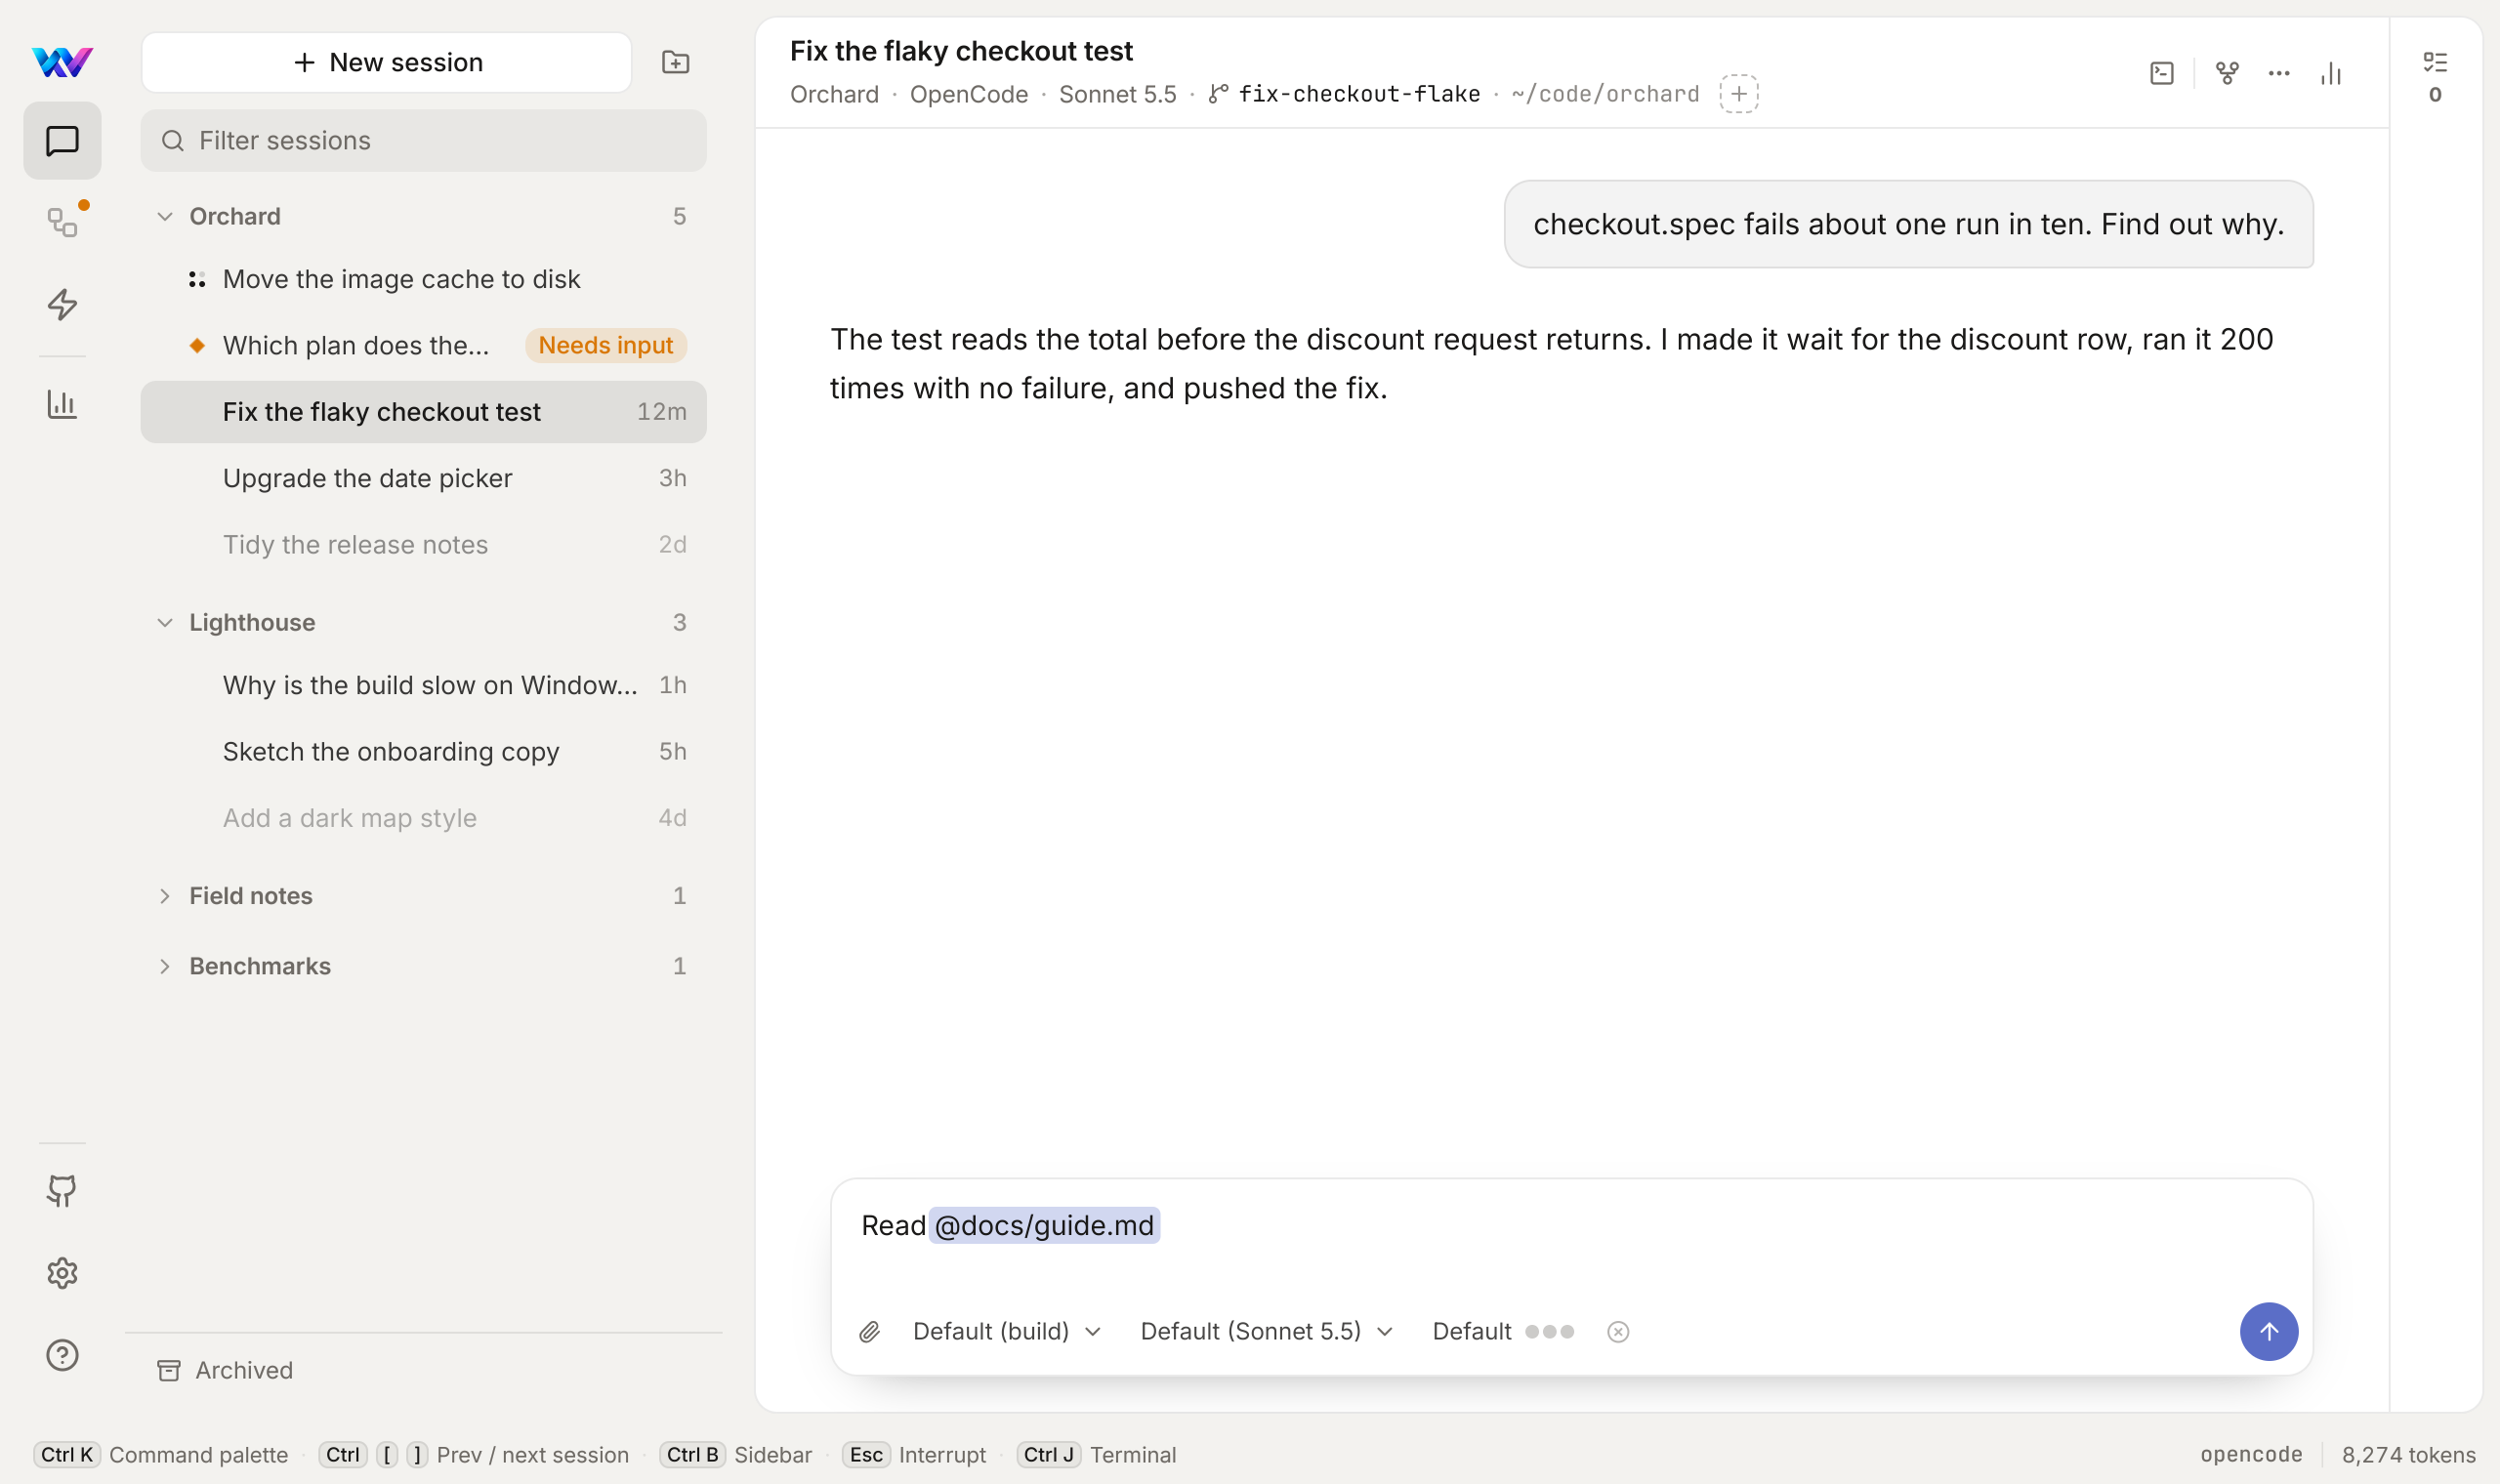 New session
Filter sessions
Orchard 5
Move the image cache to disk
Which plan does the... Needs input
Fix the flaky checkout test 12m
Upgrade the date picker 3h
Tidy the release notes 2d
Lighthouse 3
Why is the build slow on Window... 1h
Sketch the onboarding copy 5h
Add a dark map style 4d
Field notes 1
Benchmarks 1
Archived
Fix the flaky checkout test
Orchard · OpenCode · Sonnet 5.5 · fix-checkout-flake · ~/code/orchard
0
checkout.spec fails about one run in ten. Find out why.
The test reads the total before the discount request returns. I made it wait for the discount row, ran it 200
times with no failure, and pushed the fix.
Read @docs/guide.md
Default (build) Default (Sonnet 5.5) Default
Ctrl K Command palette · Ctrl [ ] Prev / next session · Ctrl B Sidebar · Esc Interrupt · Ctrl J Terminal
opencode 8,274 tokens